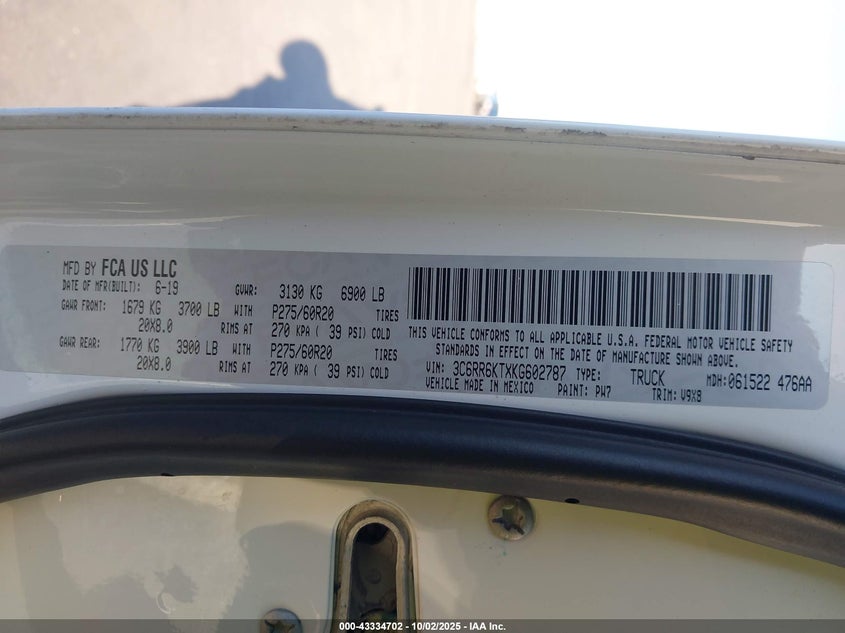 MFD BY FCA US LLC
DATE OF MFR(BUILT): 6-19 GVWR: 3130 KG 6900 LB
GAWR FRONT: 1679 KG 3700 LB WITH P275/60R20 TIRES
20X8.0 RIMS AT 270 KPA ( 39 PSI) COLD
GAWR REAR: 1770 KG 3900 LB WITH P275/60R20 TIRES
20X8.0 RIMS AT 270 KPA ( 39 PSI) COLD
THIS VEHICLE CONFORMS TO ALL APPLICABLE U.S.A. FEDERAL MOTOR VEHICLE SAFETY
STANDARDS IN EFFECT ON THE DATE OF MANUFACTURE SHOWN ABOVE.
VIN: 3C6RR6KTXKG602787 TYPE: TRUCK MDH: 061522 476AA
VEHICLE MADE IN MEXICO PAINT: PW7 TRIM: V9X8
000-43334702 - 10/02/2025 - IAA Inc.